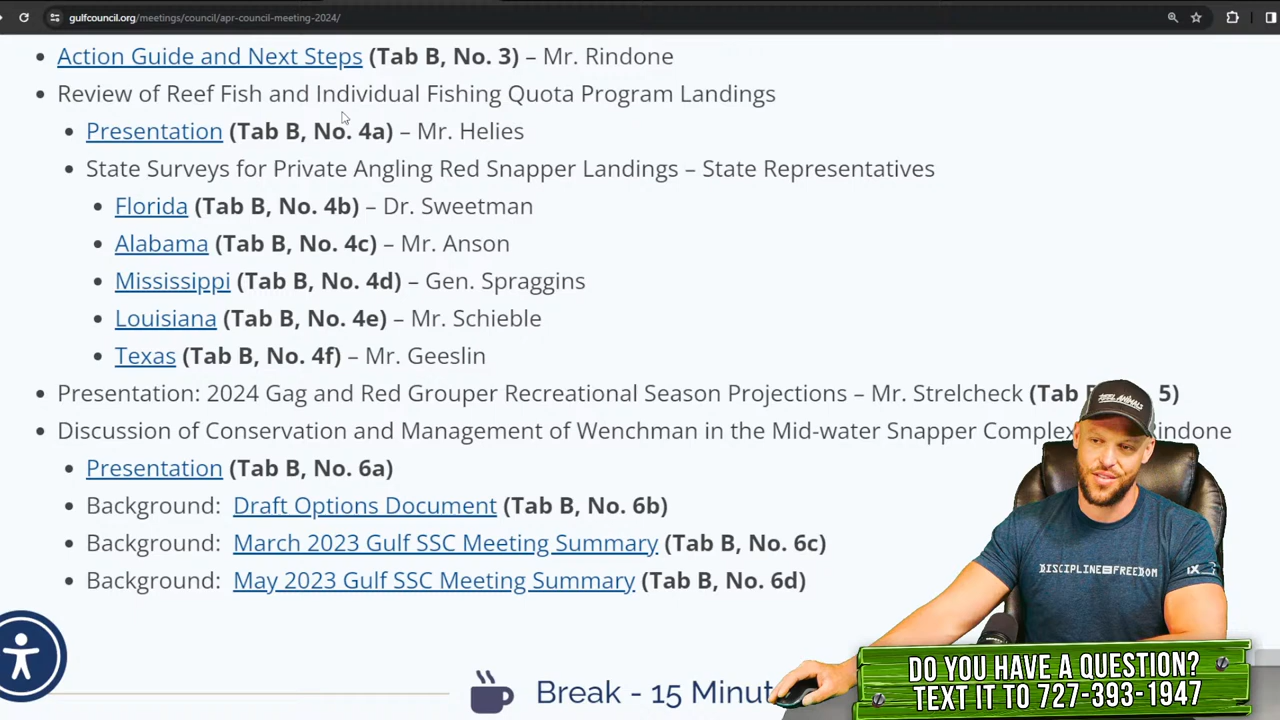 gulfcouncil.org/meetings/council/apr-council-meeting-2024/
Action Guide and Next Steps (Tab B, No. 3) – Mr. Rindone
Review of Reef Fish and Individual Fishing Quota Program Landings
Presentation (Tab B, No. 4a) – Mr. Helies
State Surveys for Private Angling Red Snapper Landings – State Representatives
Florida (Tab B, No. 4b) – Dr. Sweetman
Alabama (Tab B, No. 4c) – Mr. Anson
Mississippi (Tab B, No. 4d) – Gen. Spraggins
Louisiana (Tab B, No. 4e) – Mr. Schieble
Texas (Tab B, No. 4f) – Mr. Geeslin
Presentation: 2024 Gag and Red Grouper Recreational Season Projections – Mr. Strelcheck (Tab 5)
Discussion of Conservation and Management of Wenchman in the Mid-water Snapper Complex Rindone
Presentation (Tab B, No. 6a)
Background: Draft Options Document (Tab B, No. 6b)
Background: March 2023 Gulf SSC Meeting Summary (Tab B, No. 6c)
Background: May 2023 Gulf SSC Meeting Summary (Tab B, No. 6d)
DISCIPLINE=FREEDOM
DO YOU HAVE A QUESTION?
TEXT IT TO 727-393-1947
Break - 15 Minut